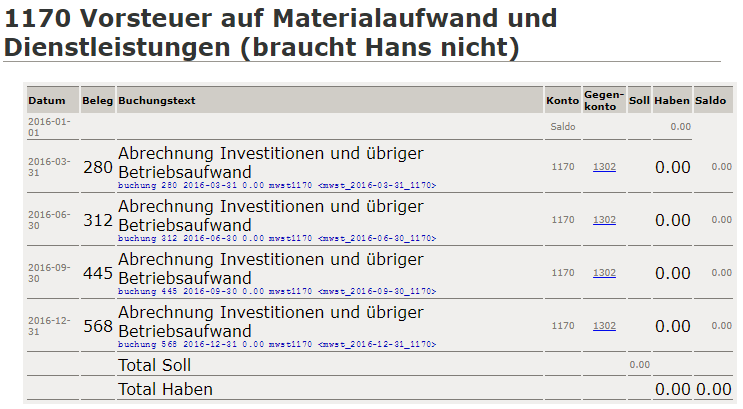 1170 Vorsteuer auf Materialaufwand und
Dienstleistungen (braucht Hans nicht)
Datum Beleg Buchungstext Konto Gegen-
konto Soll Haben Saldo
2016-01-
01 Saldo 0.00
2016-03-
31 280 Abrechnung Investitionen und übriger
Betriebsaufwand 1170 1302 0.00 0.00
buchung 280 2016-03-31 0.00 mwst1170 <mwst_2016-03-31_1170>
2016-06-
30 312 Abrechnung Investitionen und übriger
Betriebsaufwand 1170 1302 0.00 0.00
buchung 312 2016-06-30 0.00 mwst1170 <mwst_2016-06-30_1170>
2016-09-
30 445 Abrechnung Investitionen und übriger
Betriebsaufwand 1170 1302 0.00 0.00
buchung 445 2016-09-30 0.00 mwst1170 <mwst_2016-09-30_1170>
2016-12-
31 568 Abrechnung Investitionen und übriger
Betriebsaufwand 1170 1302 0.00 0.00
buchung 568 2016-12-31 0.00 mwst1170 <mwst_2016-12-31_1170>
Total Soll 0.00
Total Haben 0.00 0.00